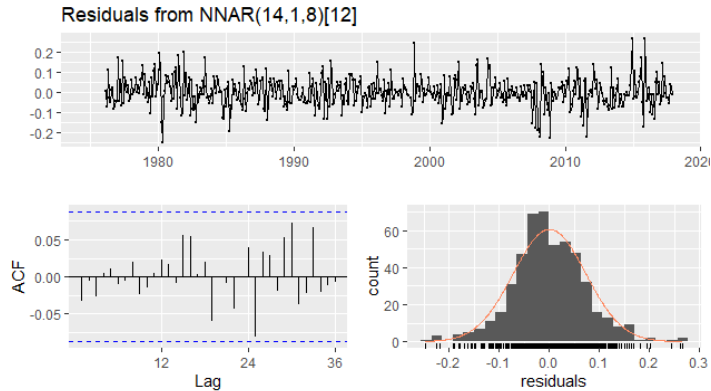 Residuals from NNAR(14,1,8)[12]
0.2
0.1
0.0
-0.1
-0.2
1980 1990 2000 2010 2020
ACF
0.05
0.00
-0.05
12 24 36
Lag
count
60
40
20
0
-0.2 -0.1 0.0 0.1 0.2 0.3
residuals